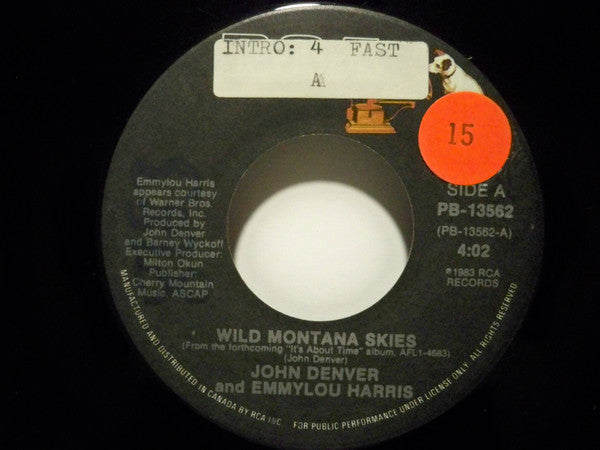 INTRO: 4 FAST
A
15
SIDE A
PB-13562
(PB-13562-A)
4:02
℗1983 RCA
RECORDS
Emmylou Harris
appears courtesy
of Warner Bros.
Records, Inc.
Produced by
John Denver
and Barney Wyckoff
Executive Producer:
Milton Okun
Publisher:
Cherry Mountain
Music, ASCAP
WILD MONTANA SKIES
(From the forthcoming "It's About Time" album, AFL1-4683)
(John Denver)
JOHN DENVER
and EMMYLOU HARRIS
MANUFACTURED AND DISTRIBUTED IN CANADA BY RCA INC. FOR PUBLIC PERFORMANCE UNDER LICENSE ONLY. ALL RIGHTS RESERVED